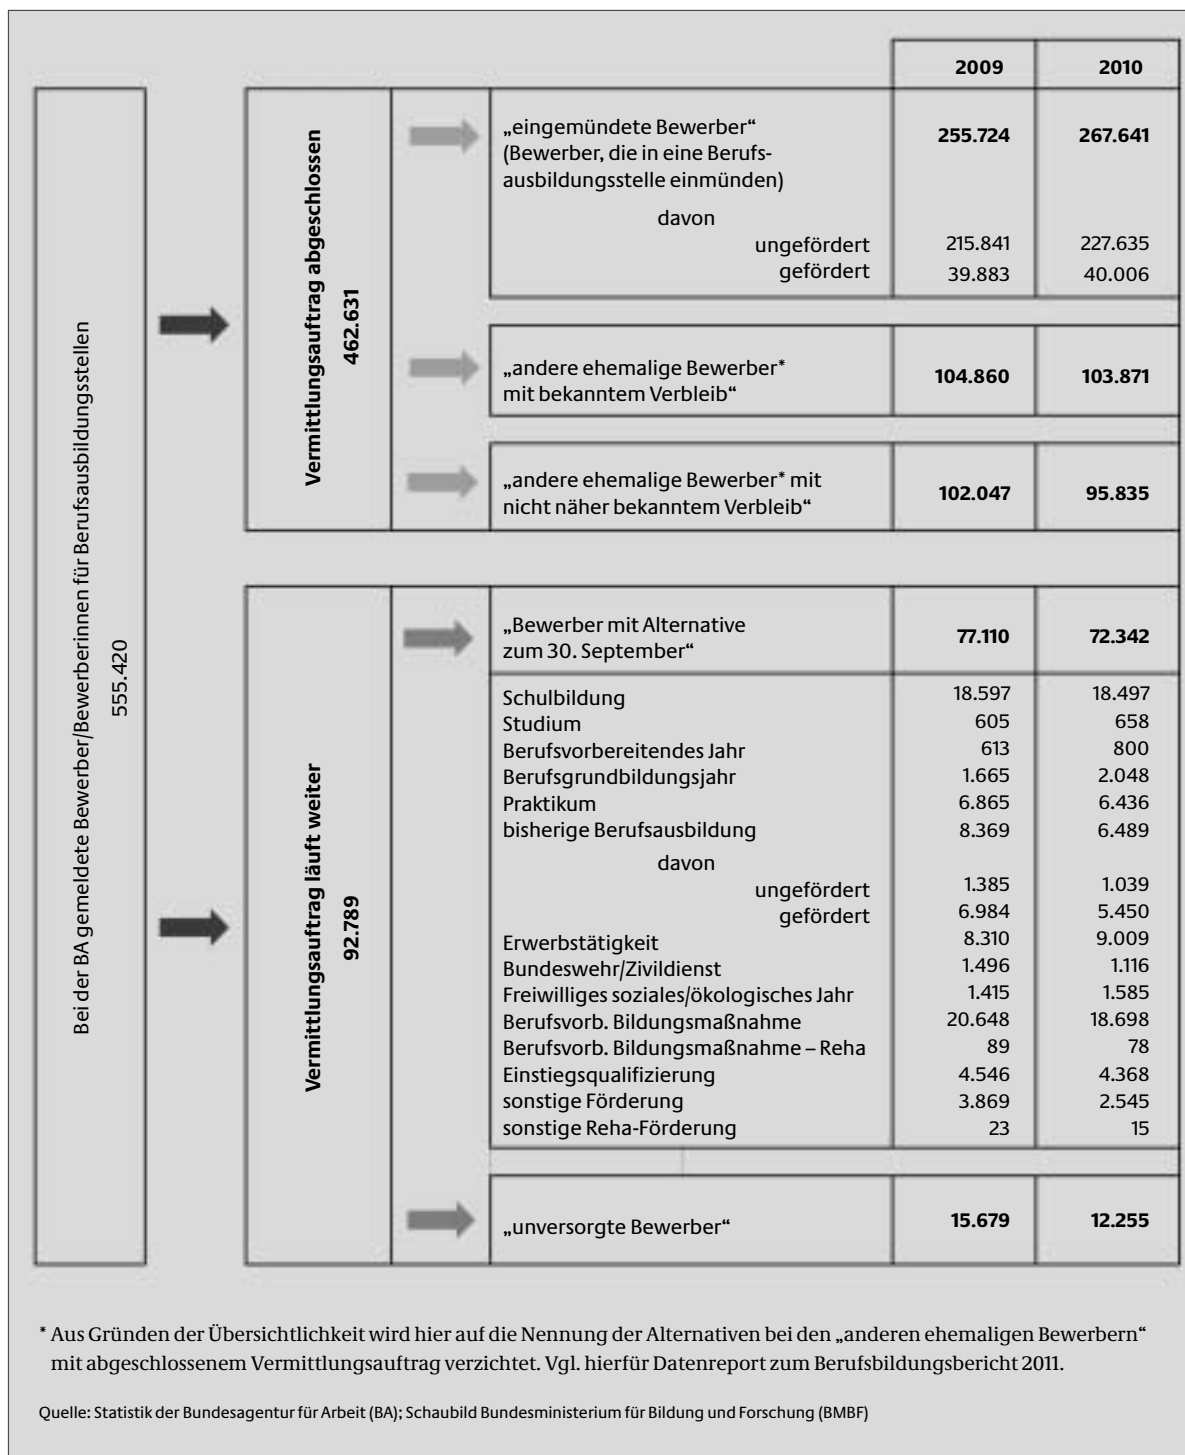 2009 2010
Bei der BA gemeldete Bewerber/Bewerberinnen für Berufsausbildungsstellen
555.420
Vermittlungsauftrag abgeschlossen
462.631
„eingemündete Bewerber“ 255.724 267.641
(Bewerber, die in eine Berufs-
ausbildungsstelle einmünden)
davon
ungefördert 215.841 227.635
gefördert 39.883 40.006
„andere ehemalige Bewerber*
mit bekanntem Verbleib“ 104.860 103.871
„andere ehemalige Bewerber* mit
nicht näher bekanntem Verbleib“ 102.047 95.835
Vermittlungsauftrag läuft weiter
92.789
„Bewerber mit Alternative
zum 30. September“ 77.110 72.342
Schulbildung 18.597 18.497
Studium 605 658
Berufsvorbereitendes Jahr 613 800
Berufsgrundbildungsjahr 1.665 2.048
Praktikum 6.865 6.436
bisherige Berufsausbildung 8.369 6.489
davon
ungefördert 1.385 1.039
gefördert 6.984 5.450
Erwerbstätigkeit 8.310 9.009
Bundeswehr/Zivildienst 1.496 1.116
Freiwilliges soziales/ökologisches Jahr 1.415 1.585
Berufsvorb. Bildungsmaßnahme 20.648 18.698
Berufsvorb. Bildungsmaßnahme – Reha 89 78
Einstiegsqualifizierung 4.546 4.368
sonstige Förderung 3.869 2.545
sonstige Reha-Förderung 23 15
„unversorgte Bewerber“ 15.679 12.255
* Aus Gründen der Übersichtlichkeit wird hier auf die Nennung der Alternativen bei den „anderen ehemaligen Bewerbern“
mit abgeschlossenem Vermittlungsauftrag verzichtet. Vgl. hierfür Datenreport zum Berufsbildungsbericht 2011.
Quelle: Statistik der Bundesagentur für Arbeit (BA); Schaubild Bundesministerium für Bildung und Forschung (BMBF)